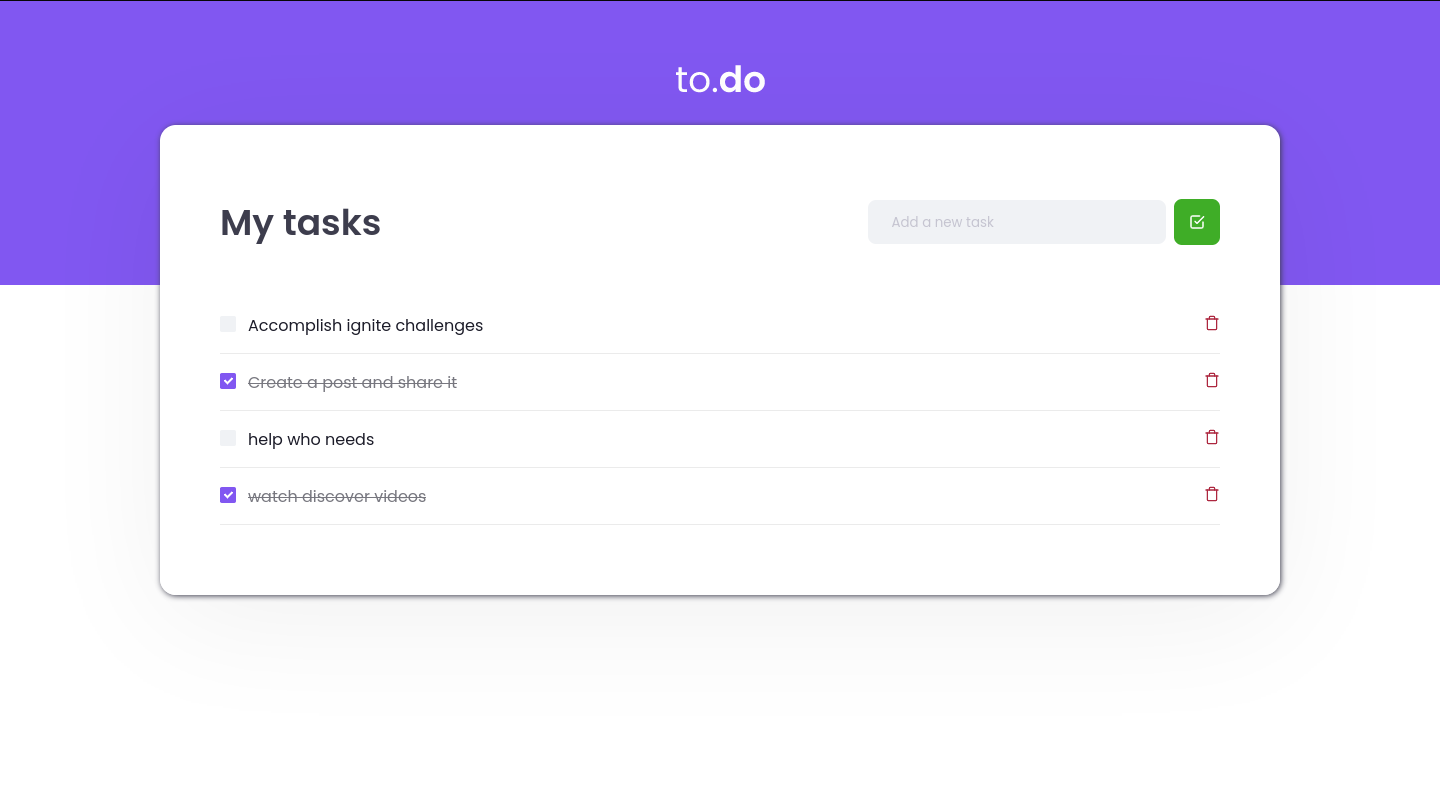 to.do
My tasks
Add a new task
Accomplish ignite challenges
Create a post and share it
help who needs
watch discover videos